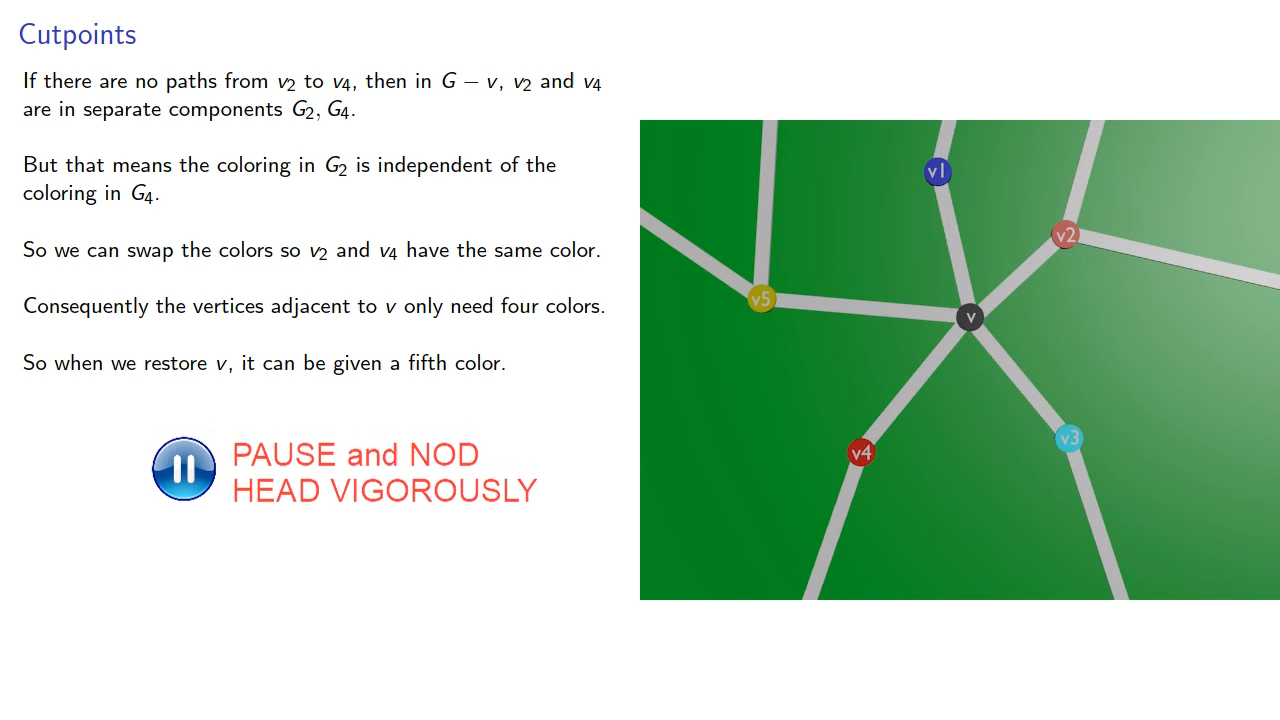 Cutpoints
If there are no paths from v₂ to v₄, then in G − v, v₂ and v₄
are in separate components G₂, G₄.
But that means the coloring in G₂ is independent of the
coloring in G₄.
So we can swap the colors so v₂ and v₄ have the same color.
Consequently the vertices adjacent to v only need four colors.
So when we restore v, it can be given a fifth color.
PAUSE and NOD
HEAD VIGOROUSLY
v1
v2
v5
v
v3
v4